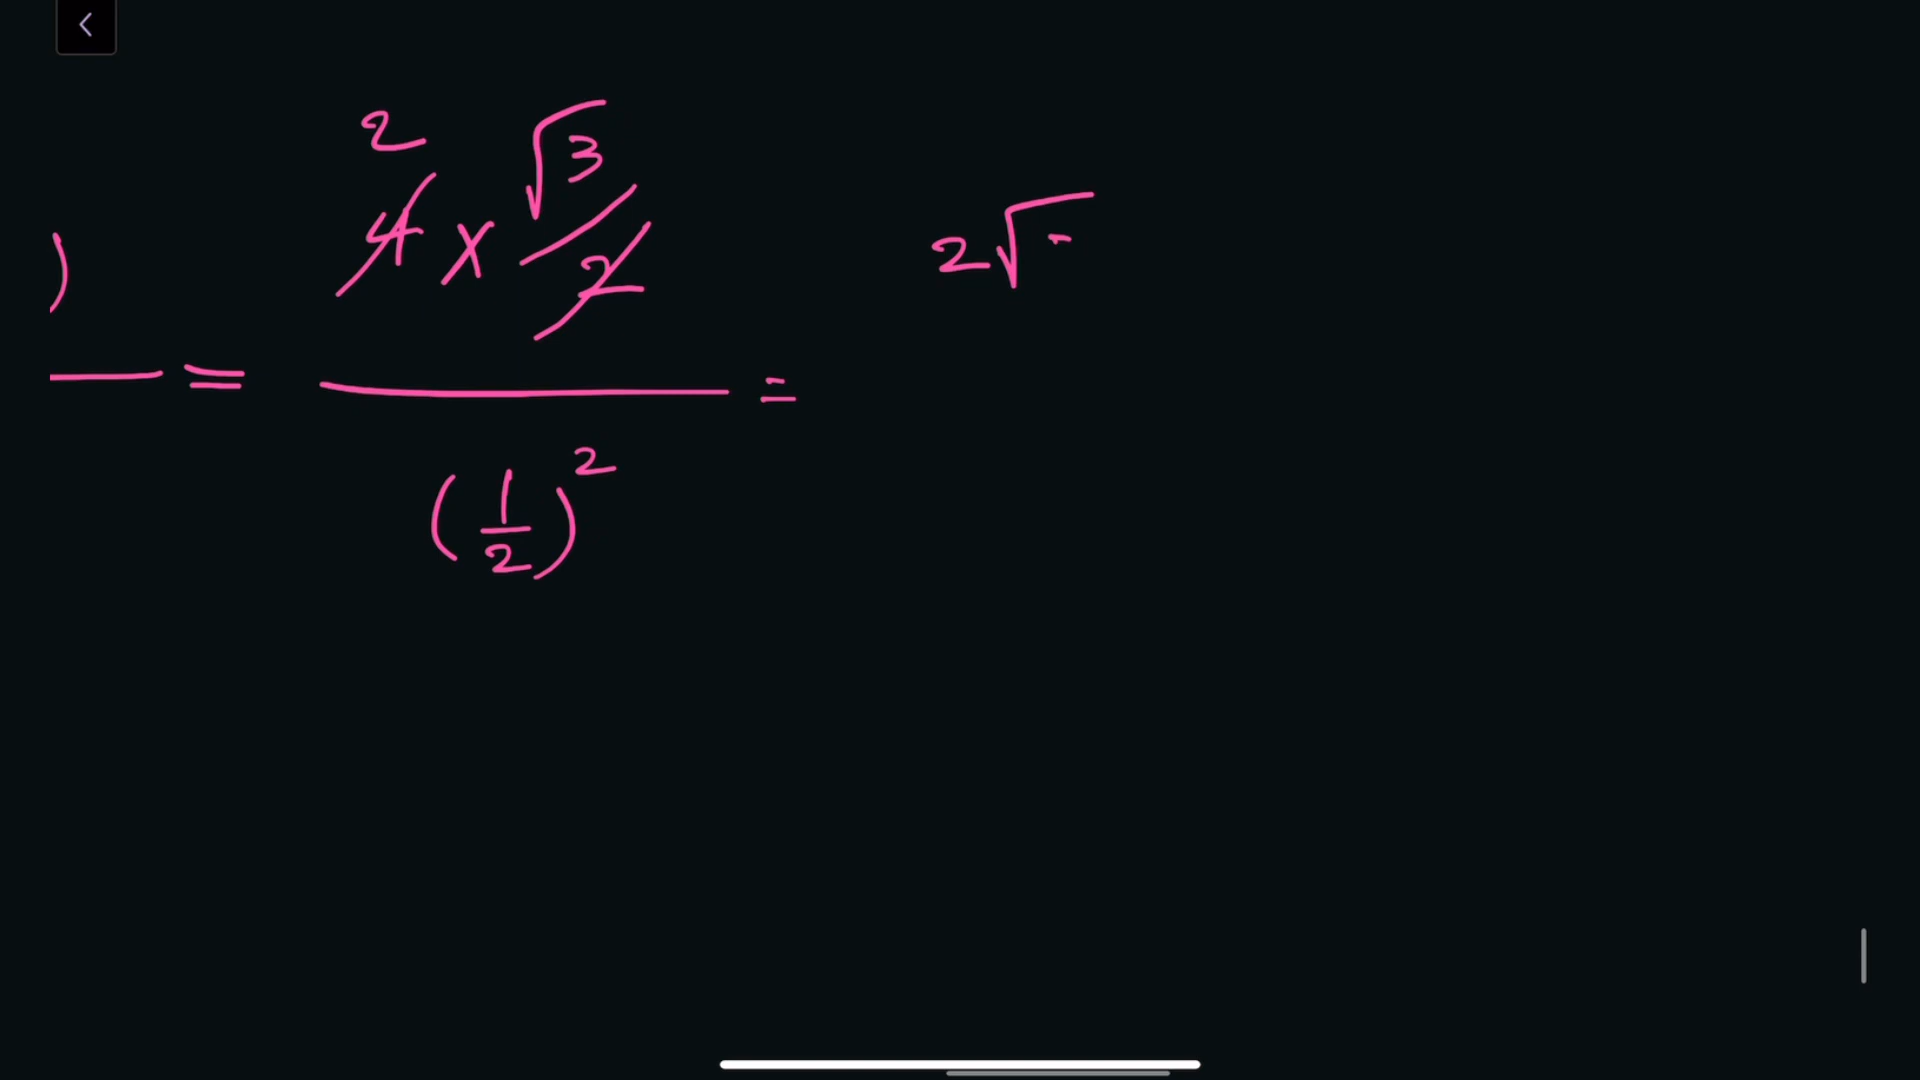 ) = (2 4 × √3/2) / (1/2)² = 2√